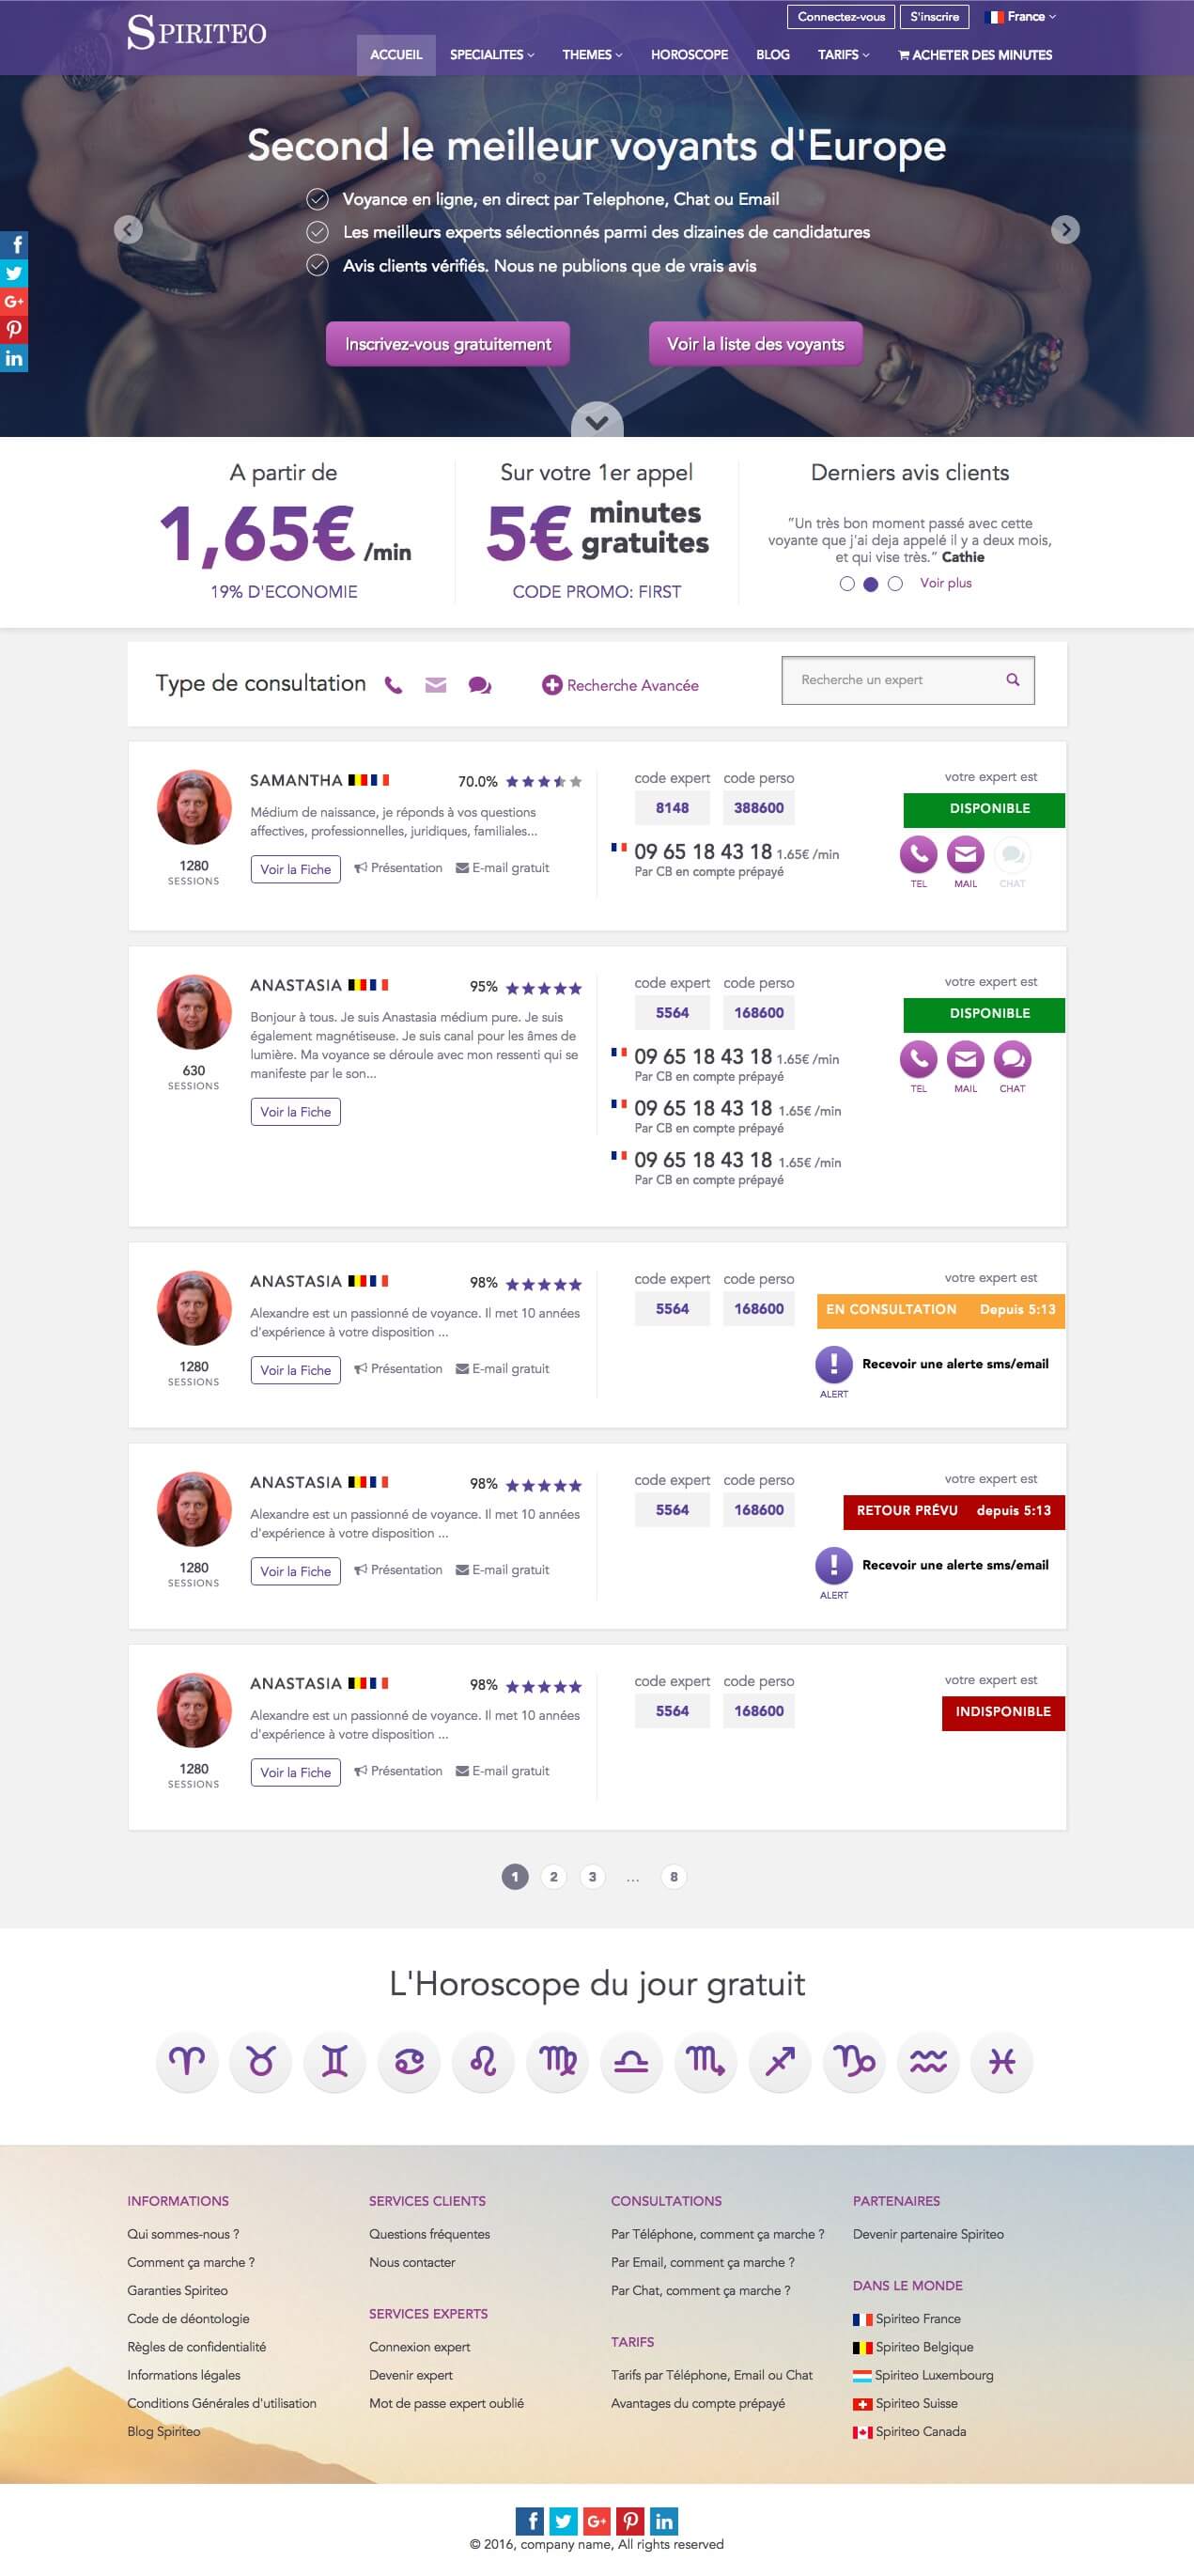 SPIRITEO
Connectez-vous
S'inscrire
France
ACCUEIL
SPECIALITES
THEMES
HOROSCOPE
BLOG
TARIFS
ACHETER DES MINUTES
Second le meilleur voyants d'Europe
Voyance en ligne, en direct par Telephone, Chat ou Email
Les meilleurs experts sélectionnés parmi des dizaines de candidatures
Avis clients vérifiés. Nous ne publions que de vrais avis
Inscrivez-vous gratuitement
Voir la liste des voyants
A partir de
1,65€ /min
19% D'ECONOMIE
Sur votre 1er appel
5€ minutes
gratuites
CODE PROMO: FIRST
Derniers avis clients
"Un très bon moment passé avec cette
voyante que j'ai deja appelé il y a deux mois,
et qui vise très." Cathie
Voir plus
Type de consultation
Recherche Avancée
Recherche un expert
SAMANTHA
70.0%
Médium de naissance, je réponds à vos questions
affectives, professionnelles, juridiques, familiales...
1280
SESSIONS
Voir la Fiche
Présentation
Email gratuit
code expert
code perso
8148
388600
09 65 18 43 18 1.65€ /min
Par CB en compte prépayé
votre expert est
DISPONIBLE
TEL
MAIL
CHAT
ANASTASIA
95%
Bonjour à tous. Je suis Anastasia médium pure. Je suis
également magnétiseuse. Je suis canal pour les âmes de
lumière. Ma voyance se déroule avec mon ressenti qui se
manifeste par le son...
630
SESSIONS
Voir la Fiche
code expert
code perso
5564
168600
09 65 18 43 18 1.65€ /min
Par CB en compte prépayé
09 65 18 43 18 1.65€ /min
Par CB en compte prépayé
09 65 18 43 18 1.65€ /min
Par CB en compte prépayé
votre expert est
DISPONIBLE
TEL
MAIL
CHAT
ANASTASIA
98%
Alexandre est un passionné de voyance. Il met 10 années
d'expérience à votre disposition ...
1280
SESSIONS
Voir la Fiche
Présentation
E-mail gratuit
code expert
code perso
5564
168600
votre expert est
EN CONSULTATION Depuis 5:13
! Recevoir une alerte sms/email
ALERT
ANASTASIA
98%
Alexandre est un passionné de voyance. Il met 10 années
d'expérience à votre disposition ...
1280
SESSIONS
Voir la Fiche
Présentation
E-mail gratuit
code expert
code perso
5564
168600
votre expert est
RETOUR PRÉVU depuis 5:13
! Recevoir une alerte sms/email
ALERT
ANASTASIA
98%
Alexandre est un passionné de voyance. Il met 10 années
d'expérience à votre disposition ...
1280
SESSIONS
Voir la Fiche
Présentation
E-mail gratuit
code expert
code perso
5564
168600
votre expert est
INDISPONIBLE
1 2 3 ... 8
L'Horoscope du jour gratuit
INFORMATIONS
Qui sommes-nous ?
Comment ça marche ?
Garanties Spiriteo
Code de déontologie
Règles de confidentialité
Informations légales
Conditions Générales d'utilisation
Blog Spiriteo
SERVICES CLIENTS
Questions fréquentes
Nous contacter
SERVICES EXPERTS
Connexion expert
Devenir expert
Mot de passe expert oublié
CONSULTATIONS
Par Téléphone, comment ça marche ?
Par Email, comment ça marche ?
Par Chat, comment ça marche ?
TARIFS
Tarifs par Téléphone, Email ou Chat
Avantages du compte prépayé
PARTENAIRES
Devenir partenaire Spiriteo
DANS LE MONDE
Spiriteo France
Spiriteo Belgique
Spiriteo Luxembourg
Spiriteo Suisse
Spiriteo Canada
© 2016, company name, All rights reserved